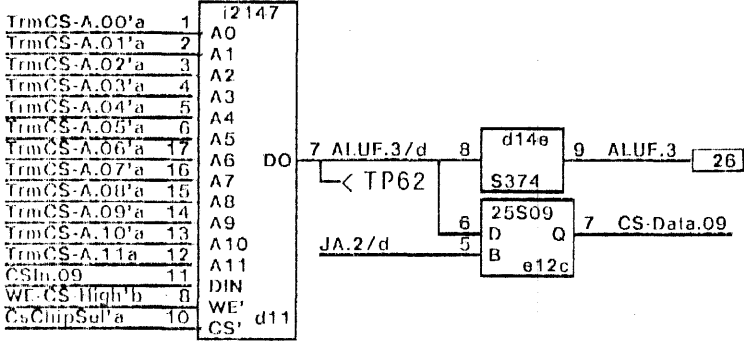 i2147
TrmCS-A.00'a 1 A0
TrmCS-A.01'a 2 A1
TrmCS-A.02'a 3 A2
TrmCS-A.03'a 4 A3
TrmCS-A.04'a 5 A4
TrmCS-A.05'a 6 A5
TrmCS-A.06'a 17 A6
TrmCS-A.07'a 16 A7
TrmCS-A.08'a 15 A8
TrmCS-A.09'a 14 A9
TrmCS-A.10'a 13 A10
TrmCS-A.11a 12 A11
CSIn.09 11 DIN
WE-CS-High'b 8 WE'
CsChipSel'a 10 CS'
d11
DO 7 ALUF.3/d 8 d14e 9 ALUF.3 26
S374
< TP62
25S09
6 D Q 7 CS-Data.09
JA.2/d 5 B
e12c